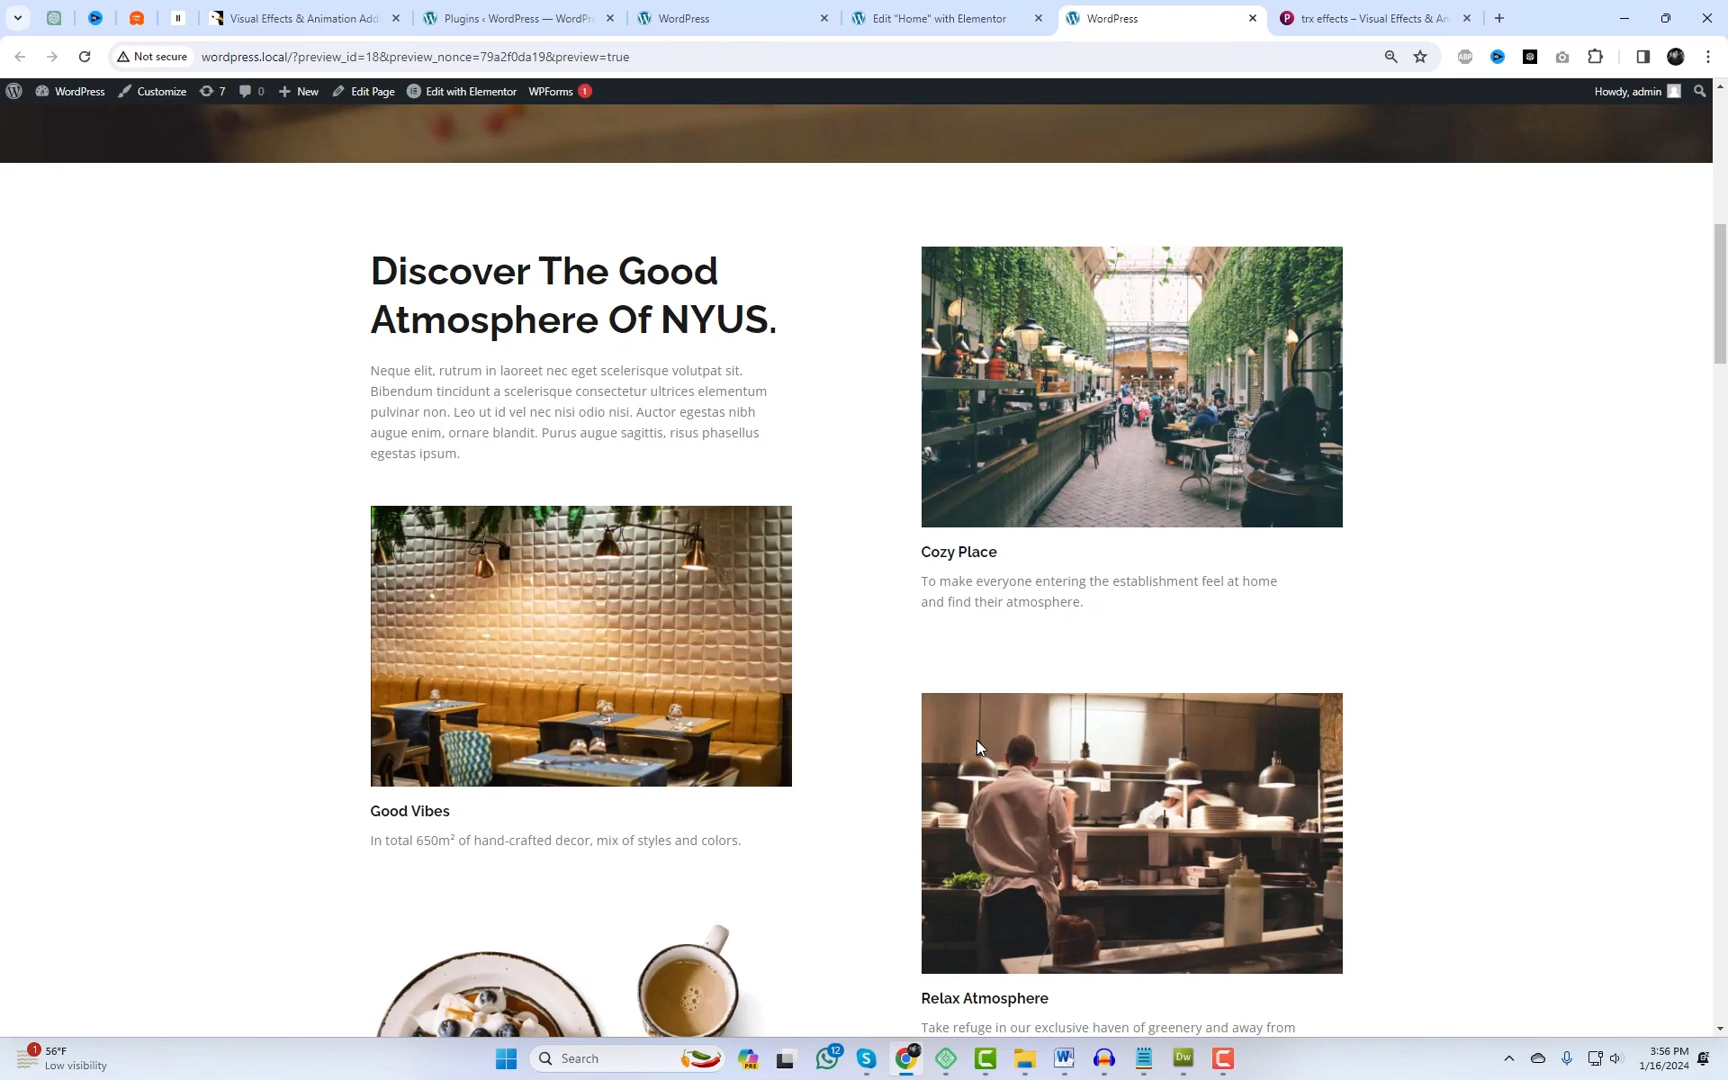 Visual Effects & Animation Add
Plugins ‹ WordPress — WordPr
WordPress
Edit "Home" with Elementor
WordPress
trx effects – Visual Effects & An
Not secure
wordpress.local/?preview_id=18&preview_nonce=79a2f0da19&preview=true
ABP
WordPress
Customize
7
0
New
Edit Page
Edit with Elementor
WPForms 1
Howdy, admin
Discover The Good
Atmosphere Of NYUS.
Neque elit, rutrum in laoreet nec eget scelerisque volutpat sit.
Bibendum tincidunt a scelerisque consectetur ultrices elementum
pulvinar non. Leo ut id vel nec nisi odio nisi. Auctor egestas nibh
augue enim, ornare blandit. Purus augue sagittis, risus phasellus
egestas ipsum.
Good Vibes
In total 650m² of hand-crafted decor, mix of styles and colors.
Cozy Place
To make everyone entering the establishment feel at home
and find their atmosphere.
Relax Atmosphere
Take refuge in our exclusive haven of greenery and away from
1
56°F
Low visibility
Search
PRE
12
Dw
3:56 PM
1/16/2024